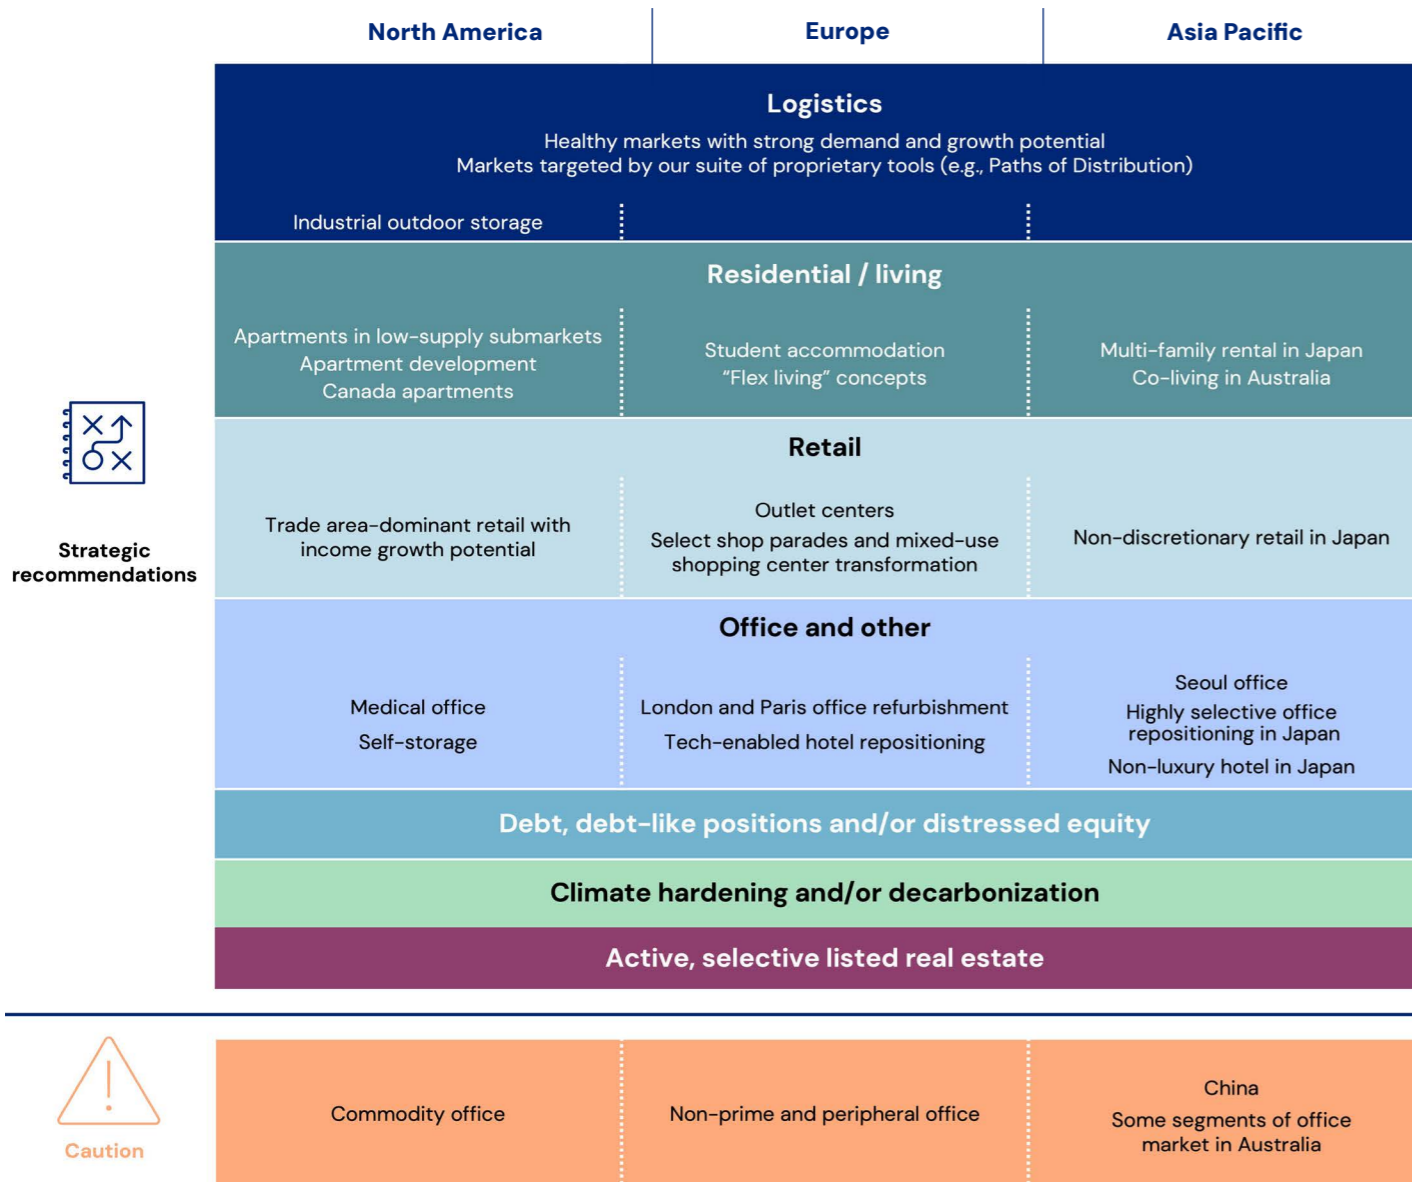 North America
Europe
Asia Pacific
Logistics
Healthy markets with strong demand and growth potential
Markets targeted by our suite of proprietary tools (e.g., Paths of Distribution)
Industrial outdoor storage
Residential / living
Apartments in low-supply submarkets
Apartment development
Canada apartments
Student accommodation
“Flex living” concepts
Multi-family rental in Japan
Co-living in Australia
Strategic
recommendations
Retail
Trade area-dominant retail with
income growth potential
Outlet centers
Select shop parades and mixed-use
shopping center transformation
Non-discretionary retail in Japan
Office and other
Medical office
Self-storage
London and Paris office refurbishment
Tech-enabled hotel repositioning
Seoul office
Highly selective office
repositioning in Japan
Non-luxury hotel in Japan
Debt, debt-like positions and/or distressed equity
Climate hardening and/or decarbonization
Active, selective listed real estate
Caution
Commodity office
Non-prime and peripheral office
China
Some segments of office
market in Australia